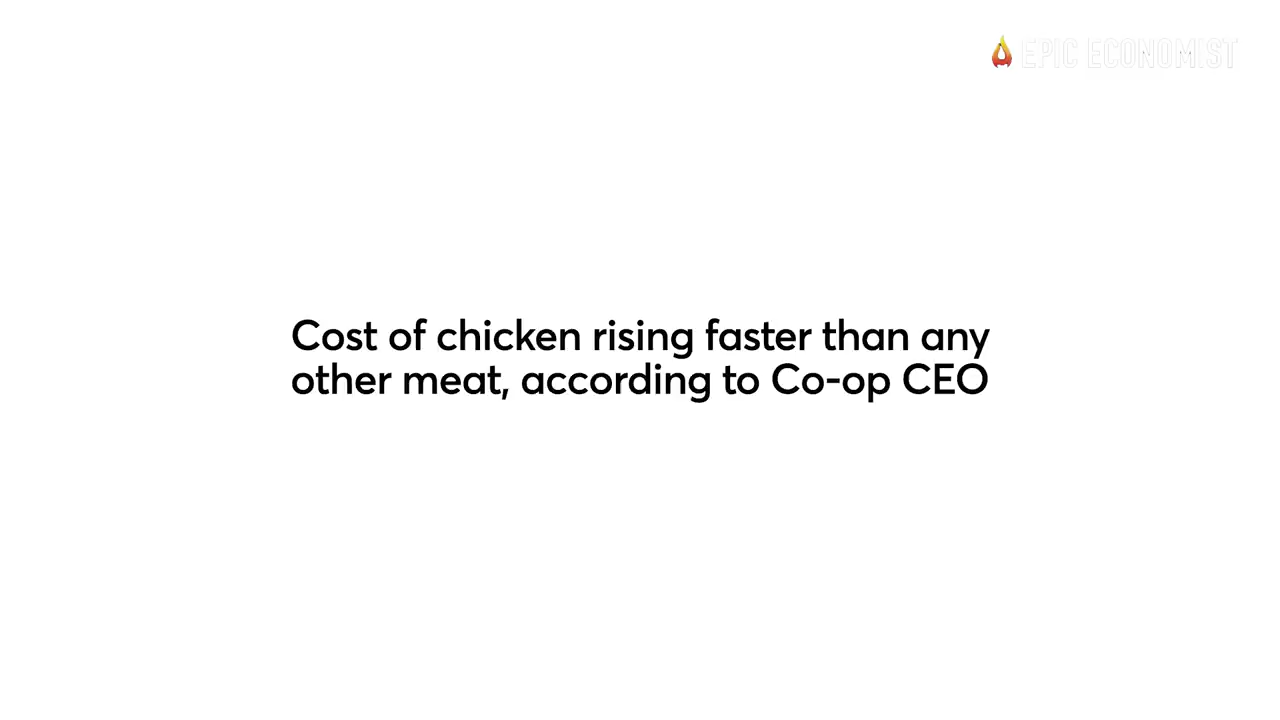 EPIC ECONOMIST
Cost of chicken rising faster than any
other meat, according to Co-op CEO